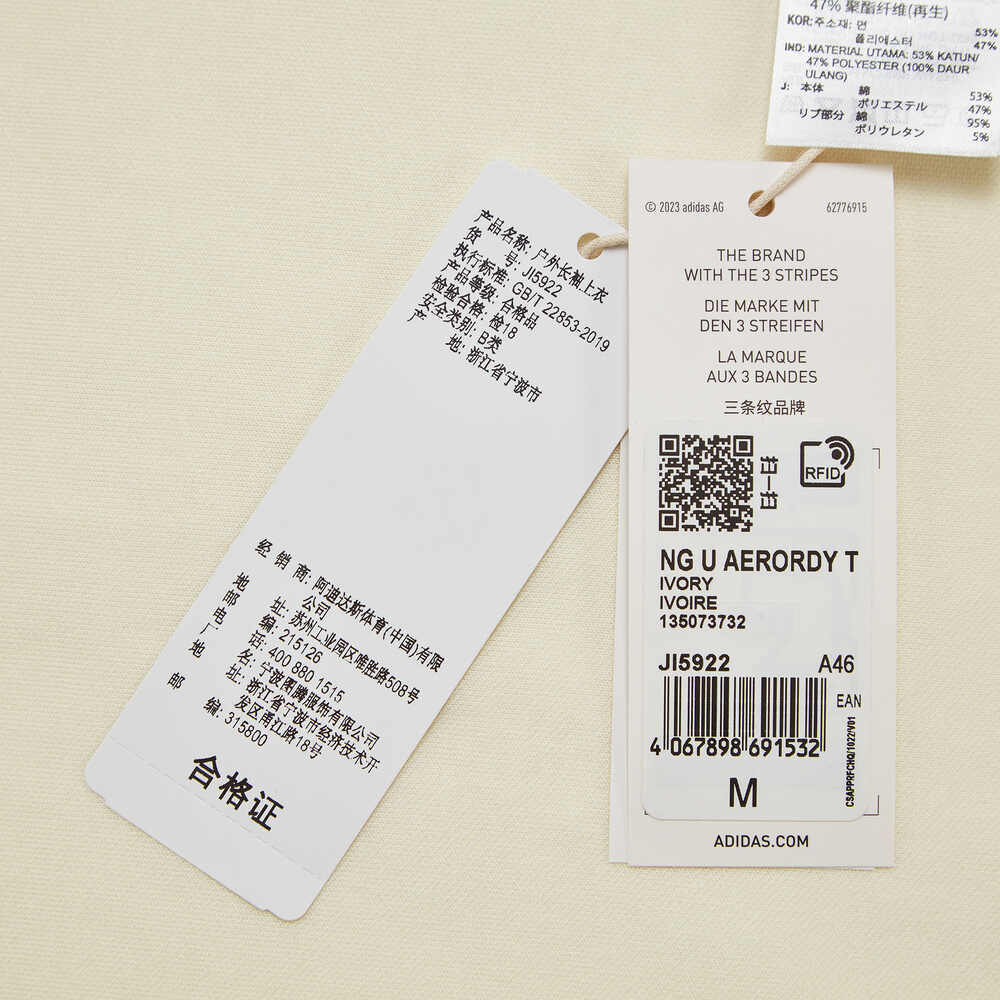 47% 聚酯纤维(再生)
KOR: 주소재: 면 53%
폴리에스터 47%
IND: MATERIAL UTAMA: 53% KATUN/
47% POLYESTER (100% DAUR
ULANG)
J: 本体 綿 53%
ポリエステル 47%
リブ部分 綿 95%
ポリウレタン 5%
产品名称: 户外长袖上衣
货 号: JI5922
执行标准: GB/T 22853-2019
产品等级: 合格品
检验合格: 检18
安全类别: B类
产 地: 浙江省宁波市
经 销 商: 阿迪达斯体育(中国)有限
公司
地 址: 苏州工业园区唯胜路508号
邮 编: 215126
电 话: 400 880 1515
厂 名: 宁波图腾服饰有限公司
地 址: 浙江省宁波市经济技术开
发区甬江路18号
邮 编: 315800
合格证
© 2023 adidas AG 62776915
THE BRAND
WITH THE 3 STRIPES
DIE MARKE MIT
DEN 3 STREIFEN
LA MARQUE
AUX 3 BANDES
三条纹品牌
扫一扫
RFID
NG U AERORDY T
IVORY
IVOIRE
135073732
JI5922 A46
EAN
4 067898 691532
CSAPPRFCHQ/1022/V01
M
ADIDAS.COM